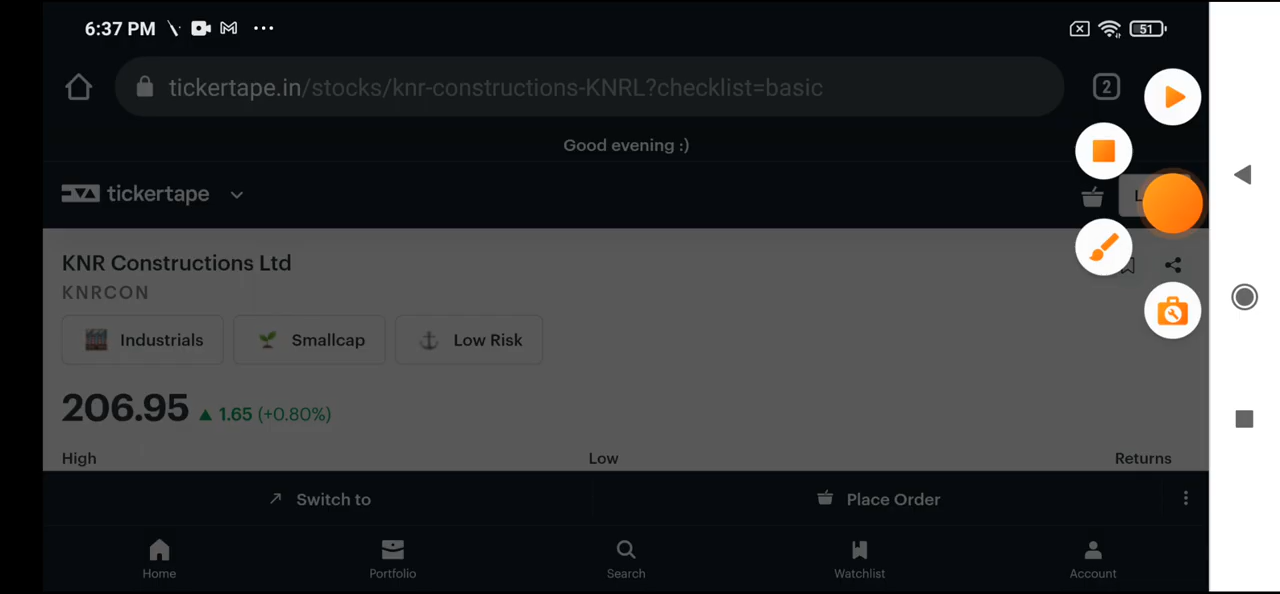 6:37 PM
51
tickertape.in/stocks/knr-constructions-KNRL?checklist=basic
2
Good evening :)
tickertape
L
KNR Constructions Ltd
KNRCON
Industrials
Smallcap
Low Risk
206.95 ▲ 1.65 (+0.80%)
High Low Returns
Switch to
Place Order
Home
Portfolio
Search
Watchlist
Account